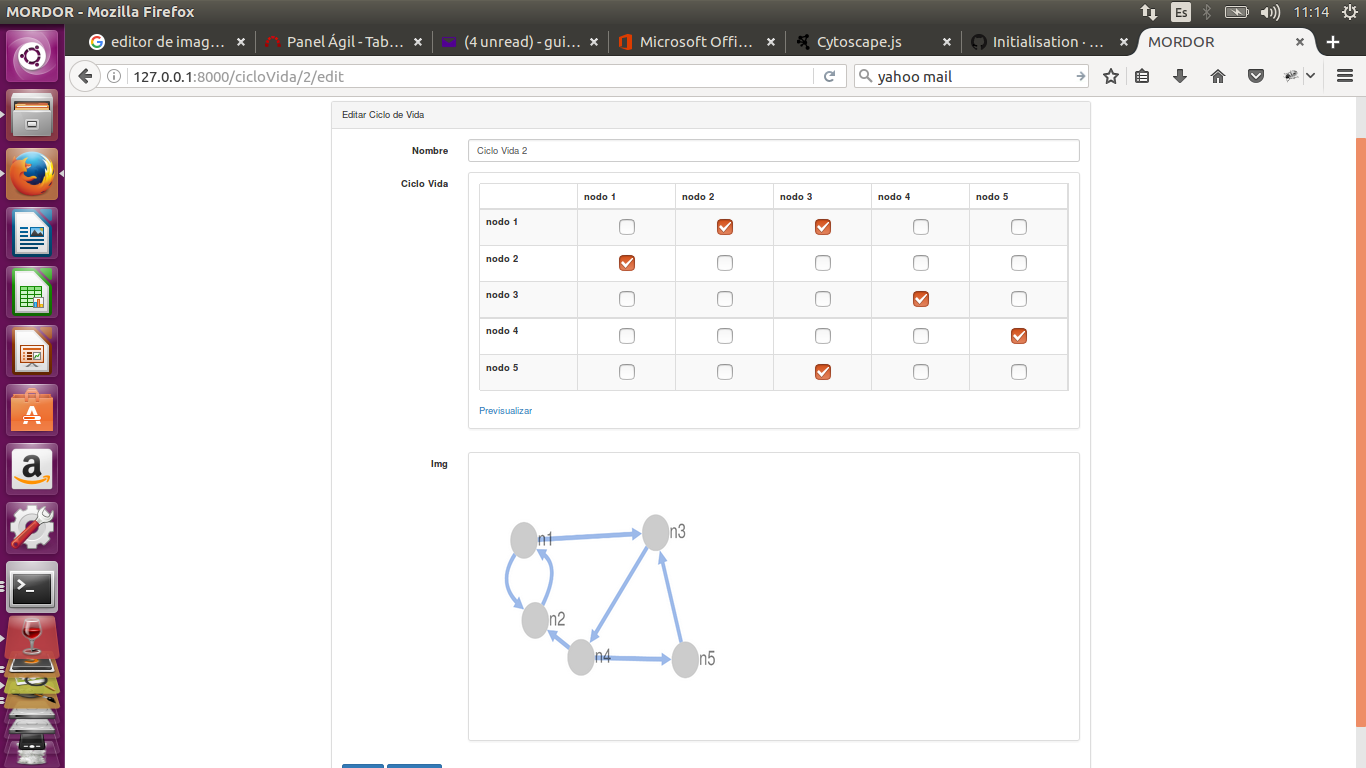 MORDOR - Mozilla Firefox
Es
11:14
editor de imag…
Panel Ágil - Tab…
(4 unread) - gui…
Microsoft Offi…
Cytoscape.js
Initialisation · …
MORDOR
127.0.0.1:8000/cicloVida/2/edit
yahoo mail
Editar Ciclo de Vida
Nombre
Ciclo Vida 2
Ciclo Vida
nodo 1 nodo 2 nodo 3 nodo 4 nodo 5
nodo 1
nodo 2
nodo 3
nodo 4
nodo 5
Previsualizar
Img
n1
n3
n2
n4
n5